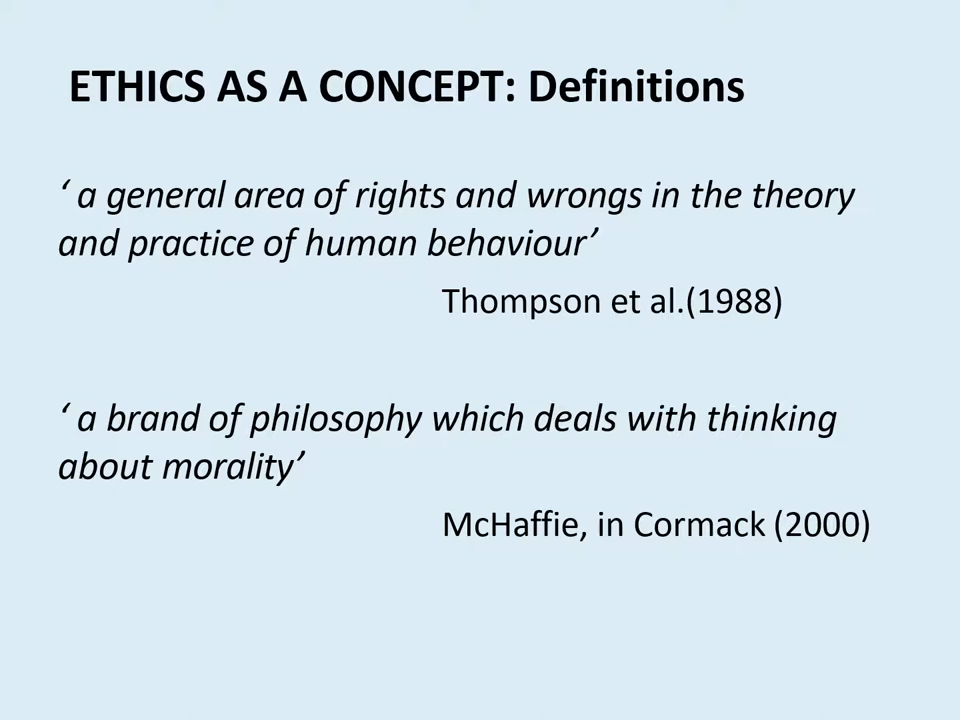 ETHICS AS A CONCEPT: Definitions
‘ a general area of rights and wrongs in the theory
and practice of human behaviour’
Thompson et al.(1988)
‘ a brand of philosophy which deals with thinking
about morality’
McHaffie, in Cormack (2000)